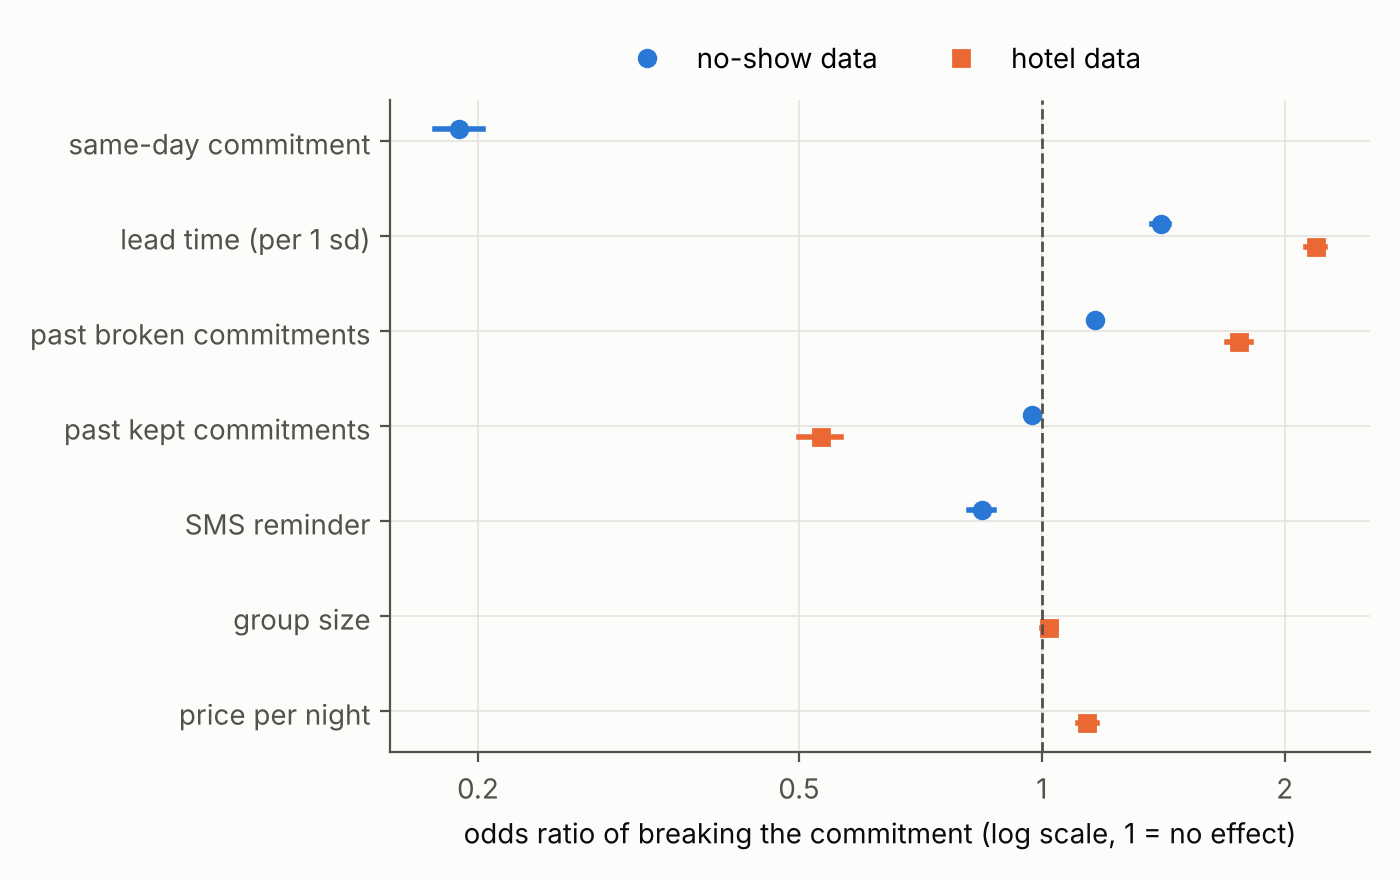 no-show data hotel data
same-day commitment
lead time (per 1 sd)
past broken commitments
past kept commitments
SMS reminder
group size
price per night
0.2 0.5 1 2
odds ratio of breaking the commitment (log scale, 1 = no effect)